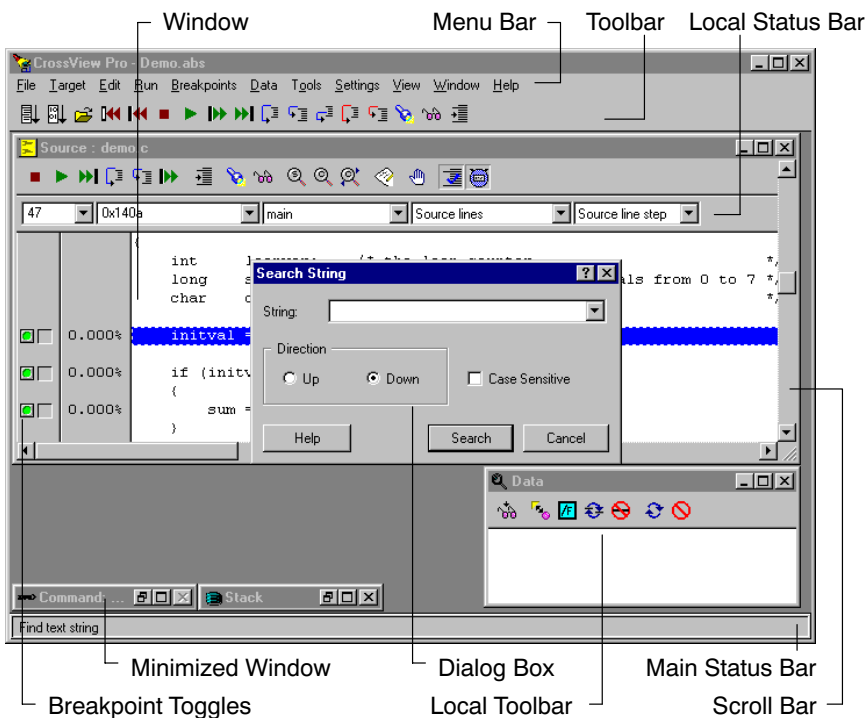 Window Menu Bar Toolbar Local Status Bar
CrossView Pro - Demo.abs
File Target Edit Run Breakpoints Data Tools Settings View Window Help
Source : demo.c
47 0x140a main Source lines Source line step
{
int /* the loop counter */
long als from 0 to 7 */
char */
Search String
String:
0.000% initval =
Direction
Up Down Case Sensitive
0.000% if (initv
{
0.000% sum =
}
Help Search Cancel
Data
Command: ... Stack
Find text string
Minimized Window Dialog Box Main Status Bar
Breakpoint Toggles Local Toolbar Scroll Bar